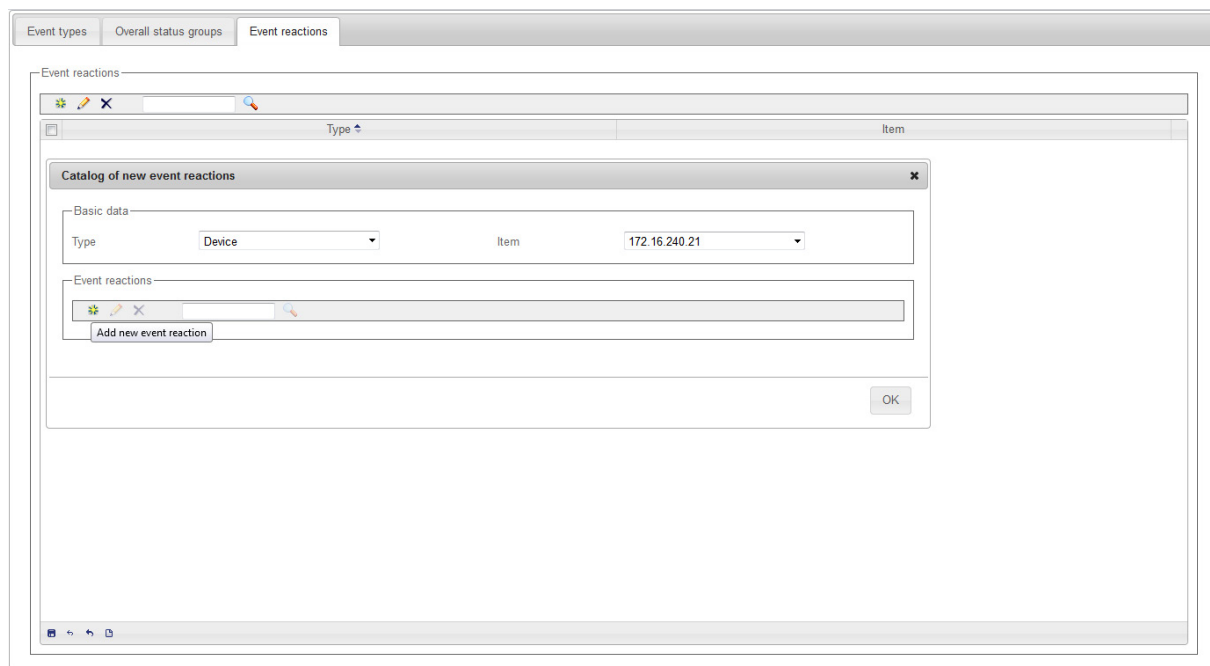 Event types Overall status groups Event reactions
Event reactions
Type Item
Catalog of new event reactions
Basic data
Type Device Item 172.16.240.21
Event reactions
Add new event reaction
OK